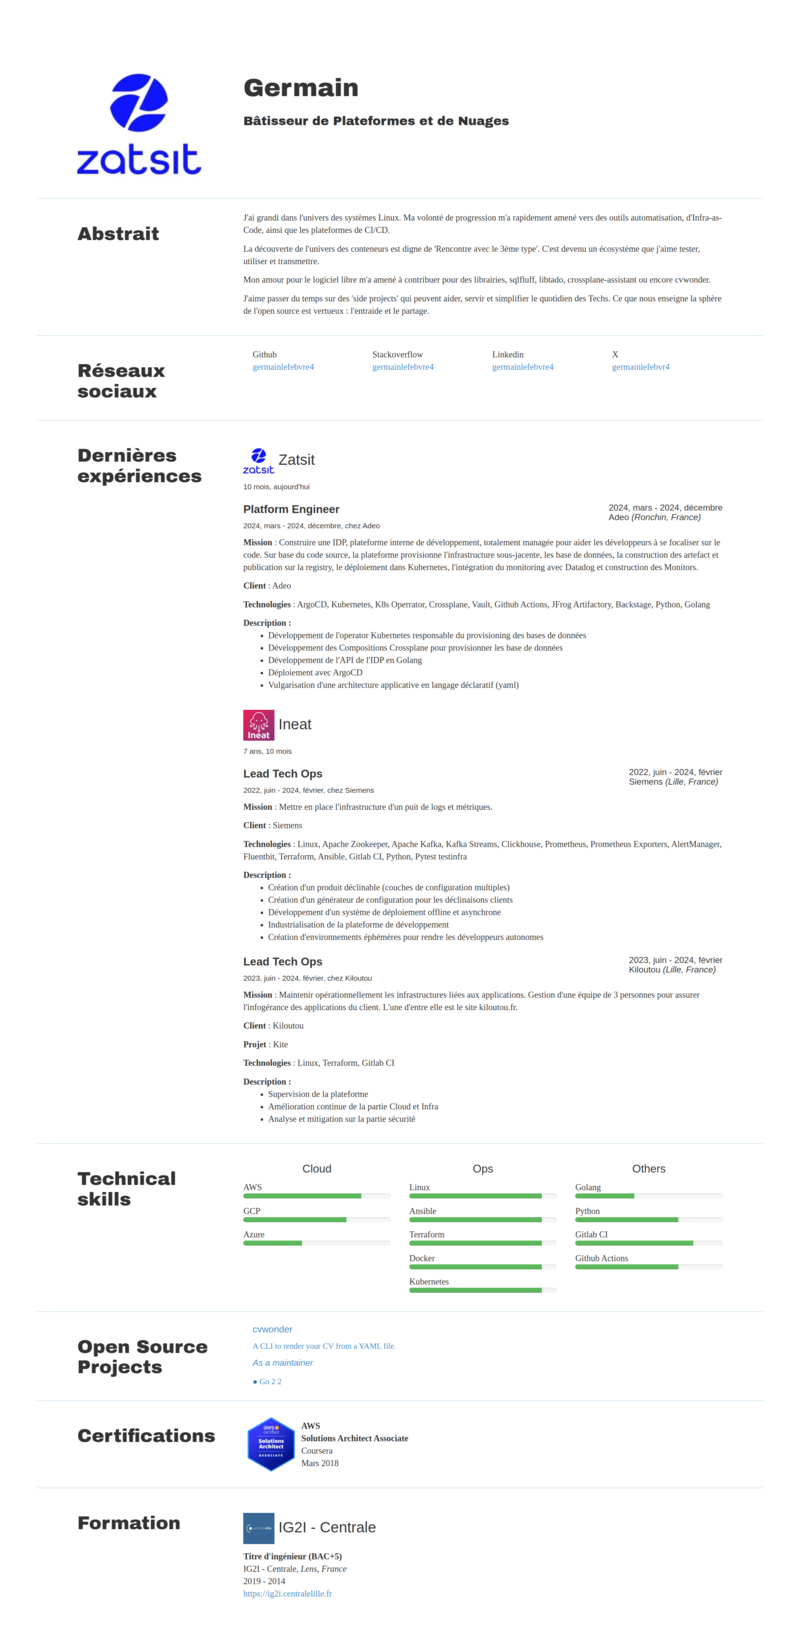 zatsit
Germain
Bâtisseur de Plateformes et de Nuages
Abstrait
J'ai grandi dans l'univers des systèmes Linux. Ma volonté de progression m'a rapidement amené vers des outils automatisation, d'Infra-as-
Code, ainsi que les plateformes de CI/CD.
La découverte de l'univers des conteneurs est digne de 'Rencontre avec le 3ème type'. C'est devenu un écosystème que j'aime tester,
utiliser et transmettre.
Mon amour pour le logiciel libre m'a amené à contribuer pour des librairies, sqlfluff, libtado, crossplane-assistant ou encore cvwonder.
J'aime passer du temps sur des 'side projects' qui peuvent aider, servir et simplifier le quotidien des Techs. Ce que nous enseigne la sphère
de l'open source est vertueux : l'entraide et le partage.
Réseaux
sociaux
Github
germainlefebvre4
Stackoverflow
germainlefebvre4
Linkedin
germainlefebvre4
X
germainlefebvr4
Dernières
expériences
zatsit
Zatsit
10 mois, aujourd'hui
Platform Engineer
2024, mars - 2024, décembre
Adeo (Ronchin, France)
2024, mars - 2024, décembre, chez Adeo
Mission : Construire une IDP, plateforme interne de développement, totalement managée pour aider les développeurs à se focaliser sur le
code. Sur base du code source, la plateforme provisionne l'infrastructure sous-jacente, les base de données, la construction des artefact et
publication sur la registry, le déploiement dans Kubernetes, l'intégration du monitoring avec Datadog et construction des Monitors.
Client : Adeo
Technologies : ArgoCD, Kubernetes, K8s Operrator, Crossplane, Vault, Github Actions, JFrog Artifactory, Backstage, Python, Golang
Description :
• Développement de l'operator Kubernetes responsable du provisioning des bases de données
• Développement des Compositions Crossplane pour provisionner les base de données
• Développement de l'API de l'IDP en Golang
• Déploiement avec ArgoCD
• Vulgarisation d'une architecture applicative en langage déclaratif (yaml)
Ineat
Ineat
7 ans, 10 mois
Lead Tech Ops
2022, juin - 2024, février
Siemens (Lille, France)
2022, juin - 2024, février, chez Siemens
Mission : Mettre en place l'infrastructure d'un puit de logs et métriques.
Client : Siemens
Technologies : Linux, Apache Zookeeper, Apache Kafka, Kafka Streams, Clickhouse, Prometheus, Prometheus Exporters, AlertManager,
Fluentbit, Terraform, Ansible, Gitlab CI, Python, Pytest testinfra
Description :
• Création d'un produit déclinable (couches de configuration multiples)
• Création d'un générateur de configuration pour les déclinaisons clients
• Développement d'un système de déploiement offline et asynchrone
• Industrialisation de la plateforme de développement
• Création d'environnements éphémères pour rendre les développeurs autonomes
Lead Tech Ops
2023, juin - 2024, février
Kiloutou (Lille, France)
2023, juin - 2024, février, chez Kiloutou
Mission : Maintenir opérationnellement les infrastructures liées aux applications. Gestion d'une équipe de 3 personnes pour assurer
l'infogérance des applications du client. L'une d'entre elle est le site kiloutou.fr.
Client : Kiloutou
Projet : Kite
Technologies : Linux, Terraform, Gitlab CI
Description :
• Supervision de la plateforme
• Amélioration continue de la partie Cloud et Infra
• Analyse et mitigation sur la partie sécurité
Technical
skills
Cloud
AWS
GCP
Azure
Ops
Linux
Ansible
Terraform
Docker
Kubernetes
Others
Golang
Python
Gitlab CI
Github Actions
Open Source
Projects
cvwonder
A CLI to render your CV from a YAML file.
As a maintainer
● Go 2 2
Certifications
aws
certified
Solutions
Architect
ASSOCIATE
AWS
Solutions Architect Associate
Coursera
Mars 2018
Formation
IG2I - Centrale
Titre d'ingénieur (BAC+5)
IG2I - Centrale, Lens, France
2019 - 2014
https://ig2i.centralelille.fr